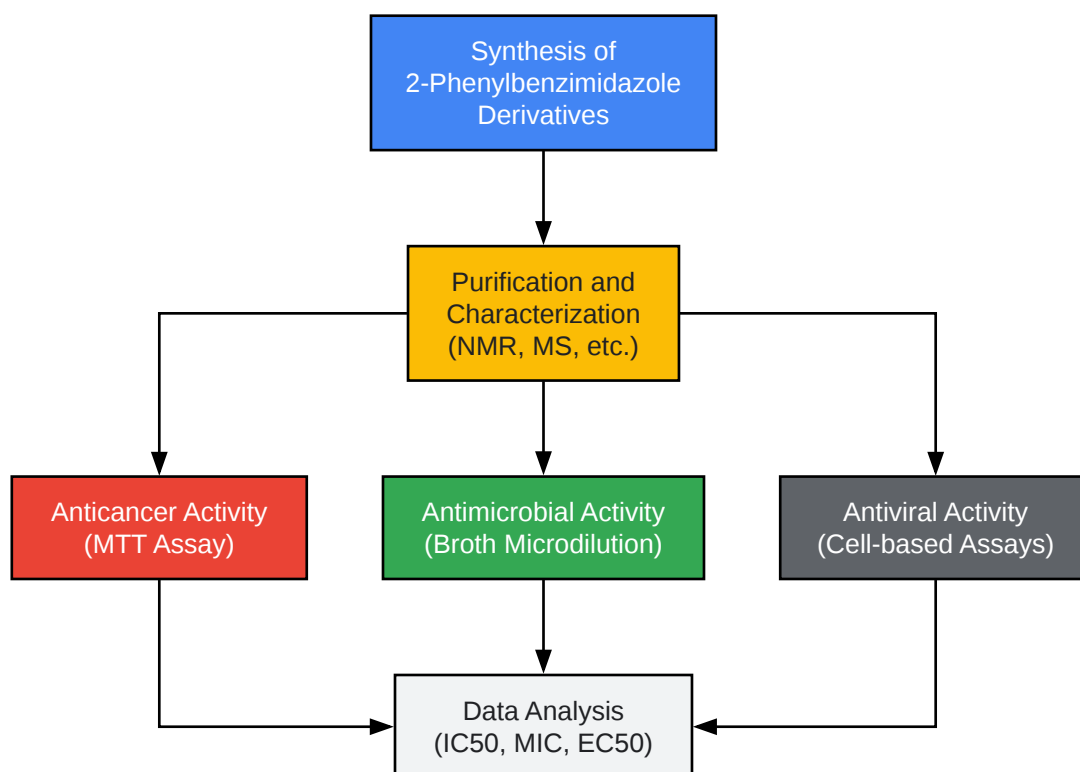 Synthesis of
2-Phenylbenzimidazole
Derivatives
Purification and
Characterization
(NMR, MS, etc.)
Anticancer Activity
(MTT Assay)
Antimicrobial Activity
(Broth Microdilution)
Antiviral Activity
(Cell-based Assays)
Data Analysis
(IC50, MIC, EC50)